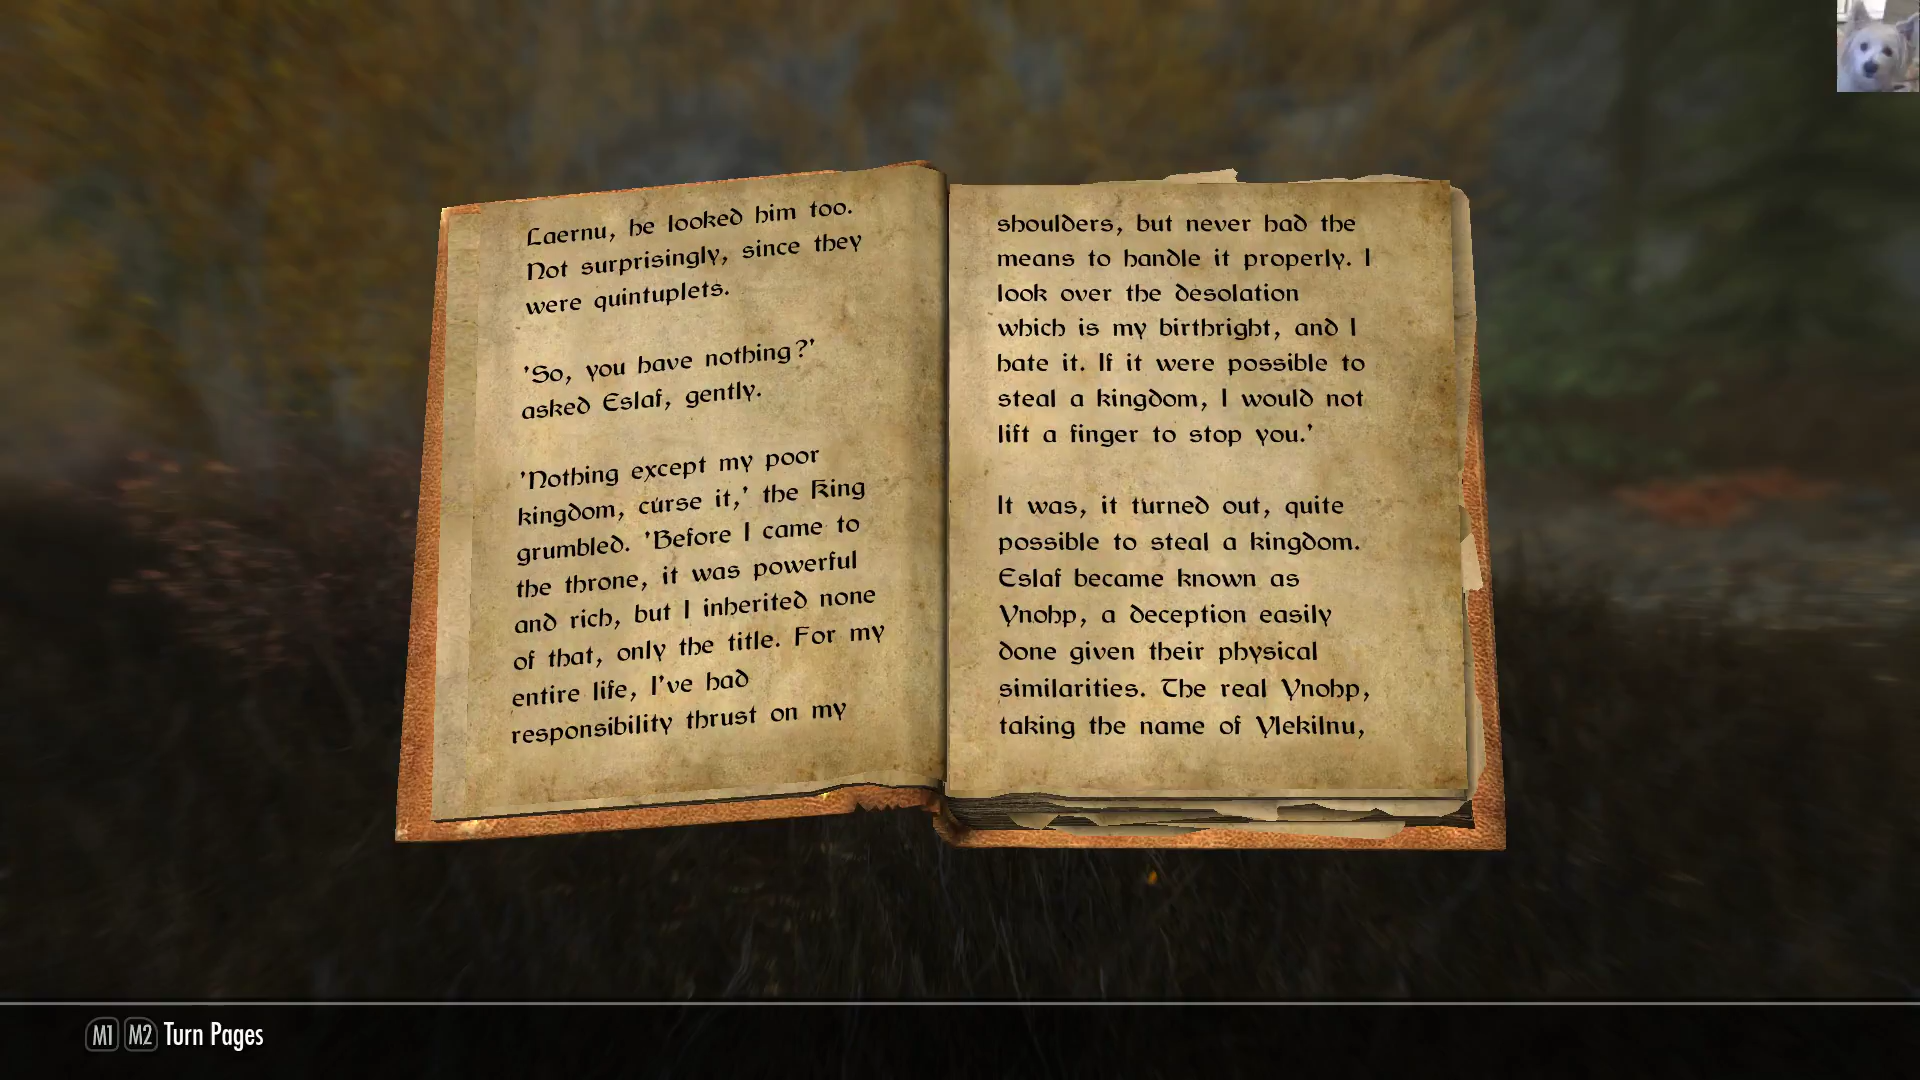 Laernu, he looked him too.
Not surprisingly, since they
were quintuplets.
'So, you have nothing?'
asked Eslaf, gently.
'Nothing except my poor
kingdom, curse it,' the King
grumbled. 'Before I came to
the throne, it was powerful
and rich, but I inherited none
of that, only the title. For my
entire life, I've had
responsibility thrust on my
shoulders, but never had the
means to handle it properly. I
look over the desolation
which is my birthright, and I
hate it. If it were possible to
steal a kingdom, I would not
lift a finger to stop you.'
It was, it turned out, quite
possible to steal a kingdom.
Eslaf became known as
Ynohp, a deception easily
done given their physical
similarities. The real Ynohp,
taking the name of Ylekilnu,
M1 M2 Turn Pages